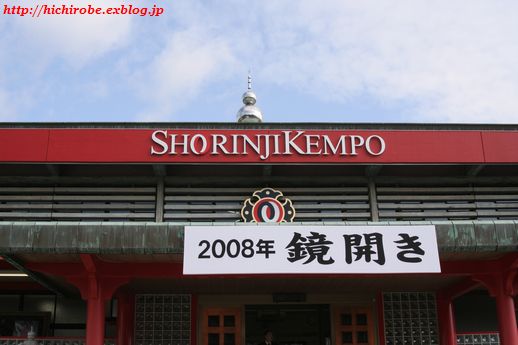 http://hichirobe.exblog.jp
SHORINJIKEMPO
2008年 鏡開き